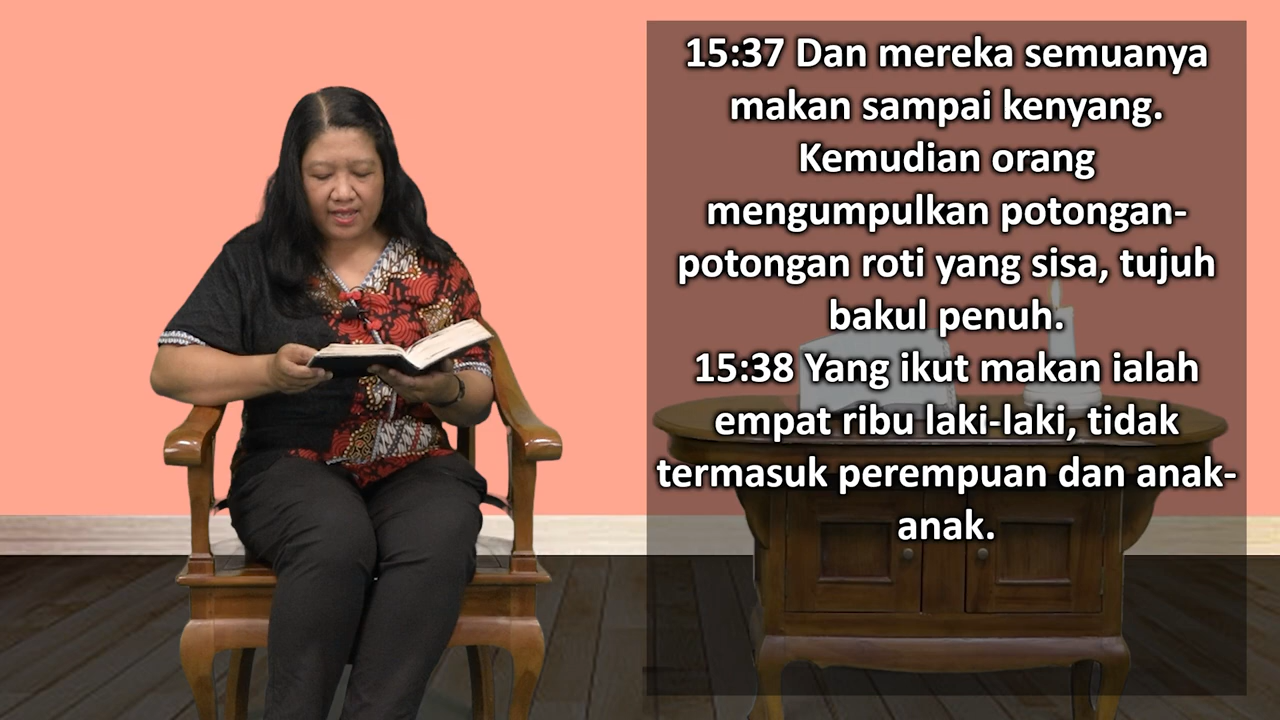 15:37 Dan mereka semuanya
makan sampai kenyang.
Kemudian orang
mengumpulkan potongan-
potongan roti yang sisa, tujuh
bakul penuh.
15:38 Yang ikut makan ialah
empat ribu laki-laki, tidak
termasuk perempuan dan anak-
anak.